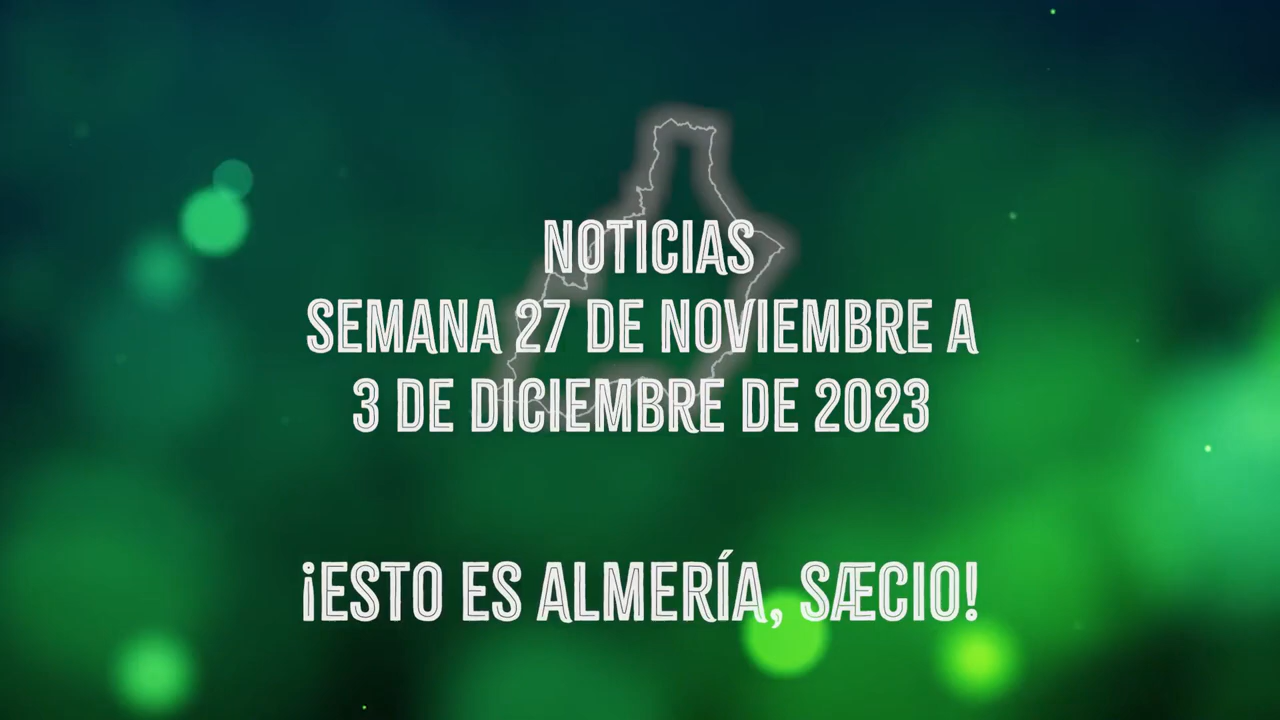 NOTICIAS
SEMANA 27 DE NOVIEMBRE A
3 DE DICIEMBRE DE 2023
¡ESTO ES ALMERÍA, SÆCIO!